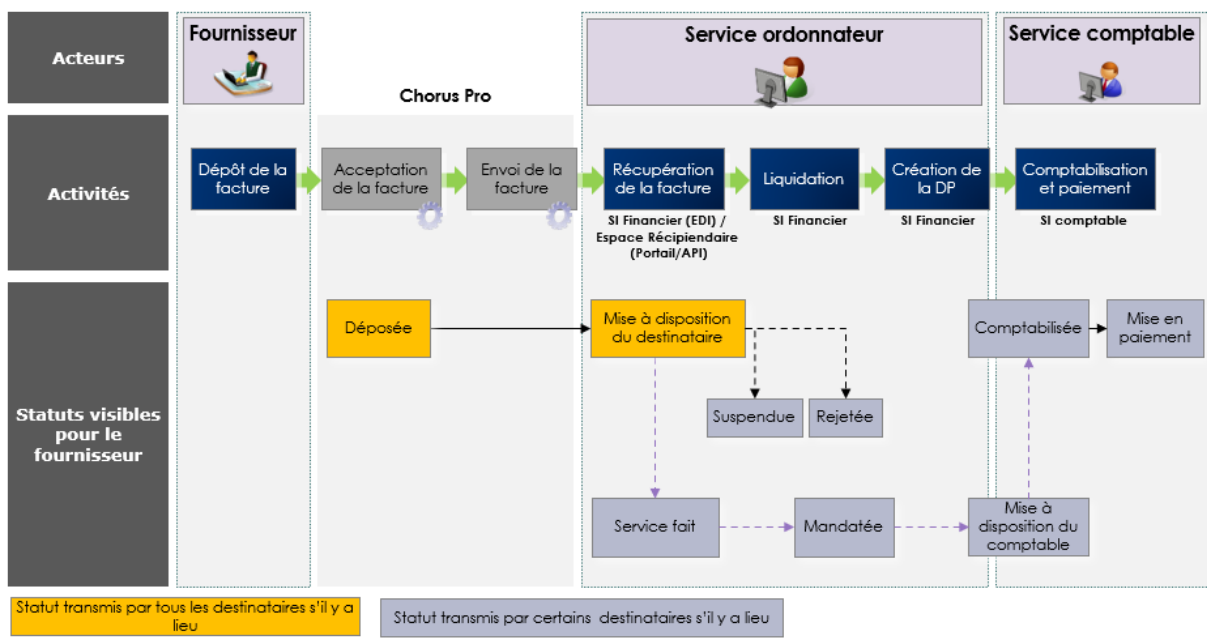 Acteurs
Fournisseur
Service ordonnateur
Service comptable
Chorus Pro
Activités
Dépôt de la
facture
Acceptation
de la facture
Envoi de la
facture
Récupération
de la facture
Liquidation
Création de
la DP
Comptabilisation
et paiement
SI Financier (EDI) /
Espace Récipiendaire
(Portail/API)
SI Financier
SI Financier
SI comptable
Statuts visibles
pour le
fournisseur
Déposée
Mise à disposition
du destinataire
Comptabilisée
Mise en
paiement
Suspendue
Rejetée
Service fait
Mandatée
Mise à
disposition du
comptable
Statut transmis par tous les destinataires s'il y a
lieu
Statut transmis par certains destinataires s'il y a lieu